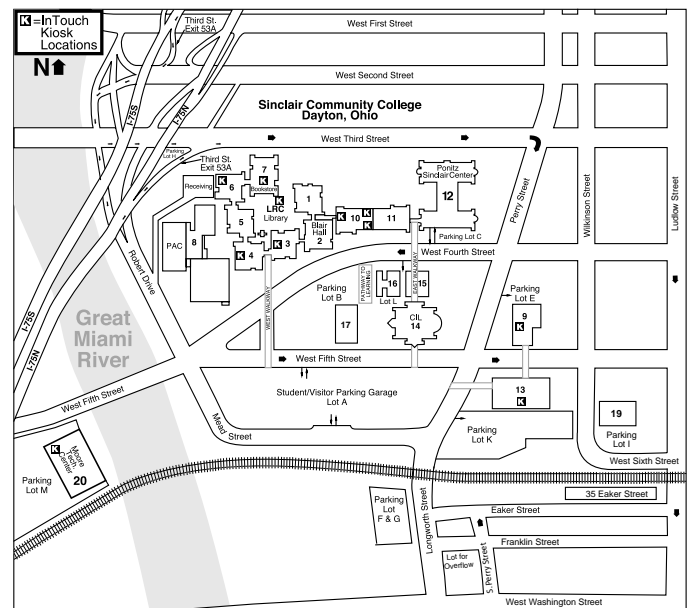 K =InTouch
Kiosk
Locations
N
Third St.
Exit 53A
West First Street
West Second Street
I-75S
I-75N
Sinclair Community College
Dayton, Ohio
West Third Street
Parking
Lot H
Third St.
Exit 53A
Receiving
K
6
7
K
Bookstore
K
LRC
Library
1
5
Blair
Hall
2
K
10
K
K
11
Ponitz
Sinclair Center
12
Parking Lot C
Perry Street
Wilkinson Street
Ludlow Street
PAC
8
K
4
K
3
West Fourth Street
Robert Drive
WEST WALKWAY
Parking
Lot B
PATHWAY TO
LEARNING
16
Lot L
EAST WALKWAY
15
CIL
14
17
Parking
Lot E
9
K
Great
Miami
River
I-75S
I-75N
West Fifth Street
West Fifth Street
Student/Visitor Parking Garage
Lot A
13
K
19
Parking
Lot I
Mead Street
Parking
Lot K
West Sixth Street
K
Moore
Tech
Center
20
Parking
Lot M
Parking
Lot
F & G
Longworth Street
35 Eaker Street
Eaker Street
Franklin Street
Lot for
Overflow
S. Perry Street
West Washington Street